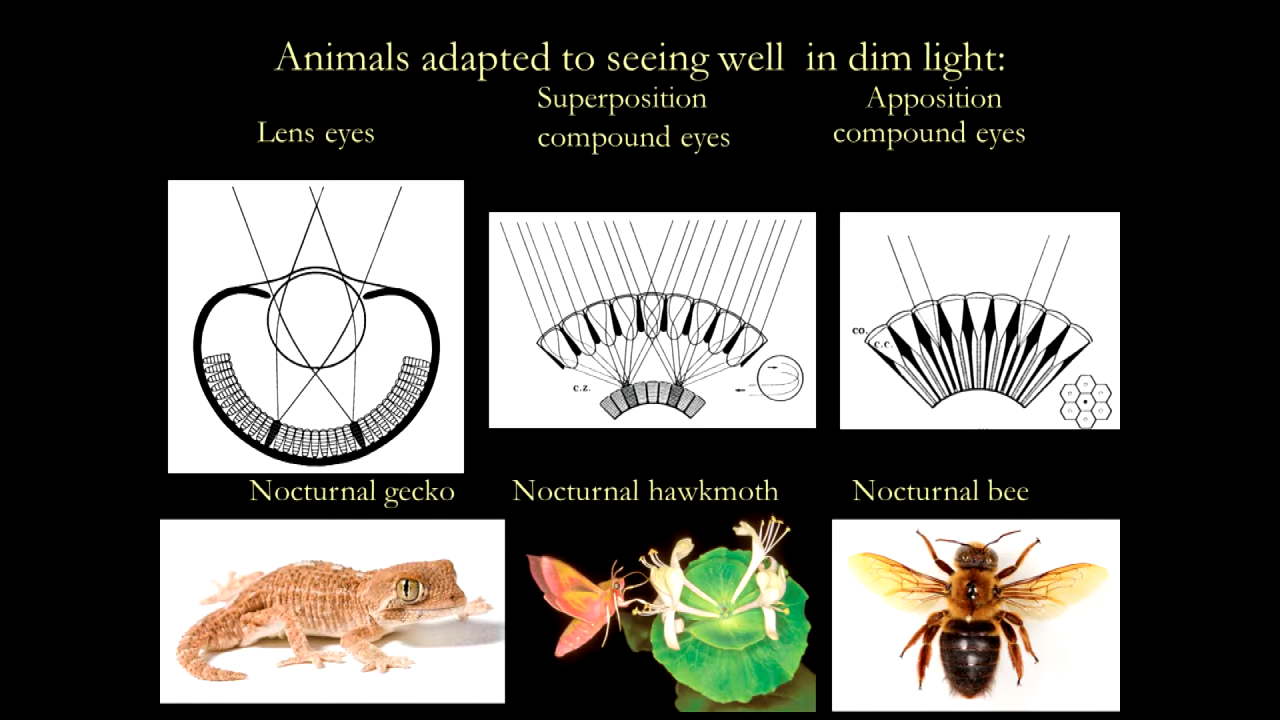 Animals adapted to seeing well in dim light:
Lens eyes
Superposition
compound eyes
Apposition
compound eyes
c.z.
co.
c.c.
Nocturnal gecko
Nocturnal hawkmoth
Nocturnal bee